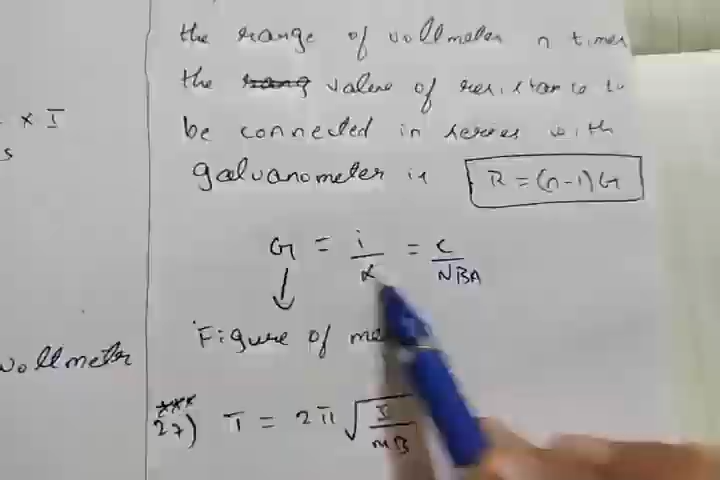 the range of voltmeter n times
the value of resistance to
be connected in series with
galvanometer is R = (n-1)G
x I
s
G = i/α = C/NBA
Figure of me
voltmeter
***
27) T = 2π√(I/MB)